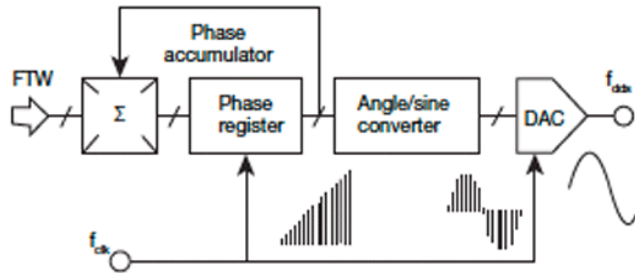 Phase
accumulator
FTW
Σ
Phase
register
Angle/sine
converter
DAC
f_dds
f_clk